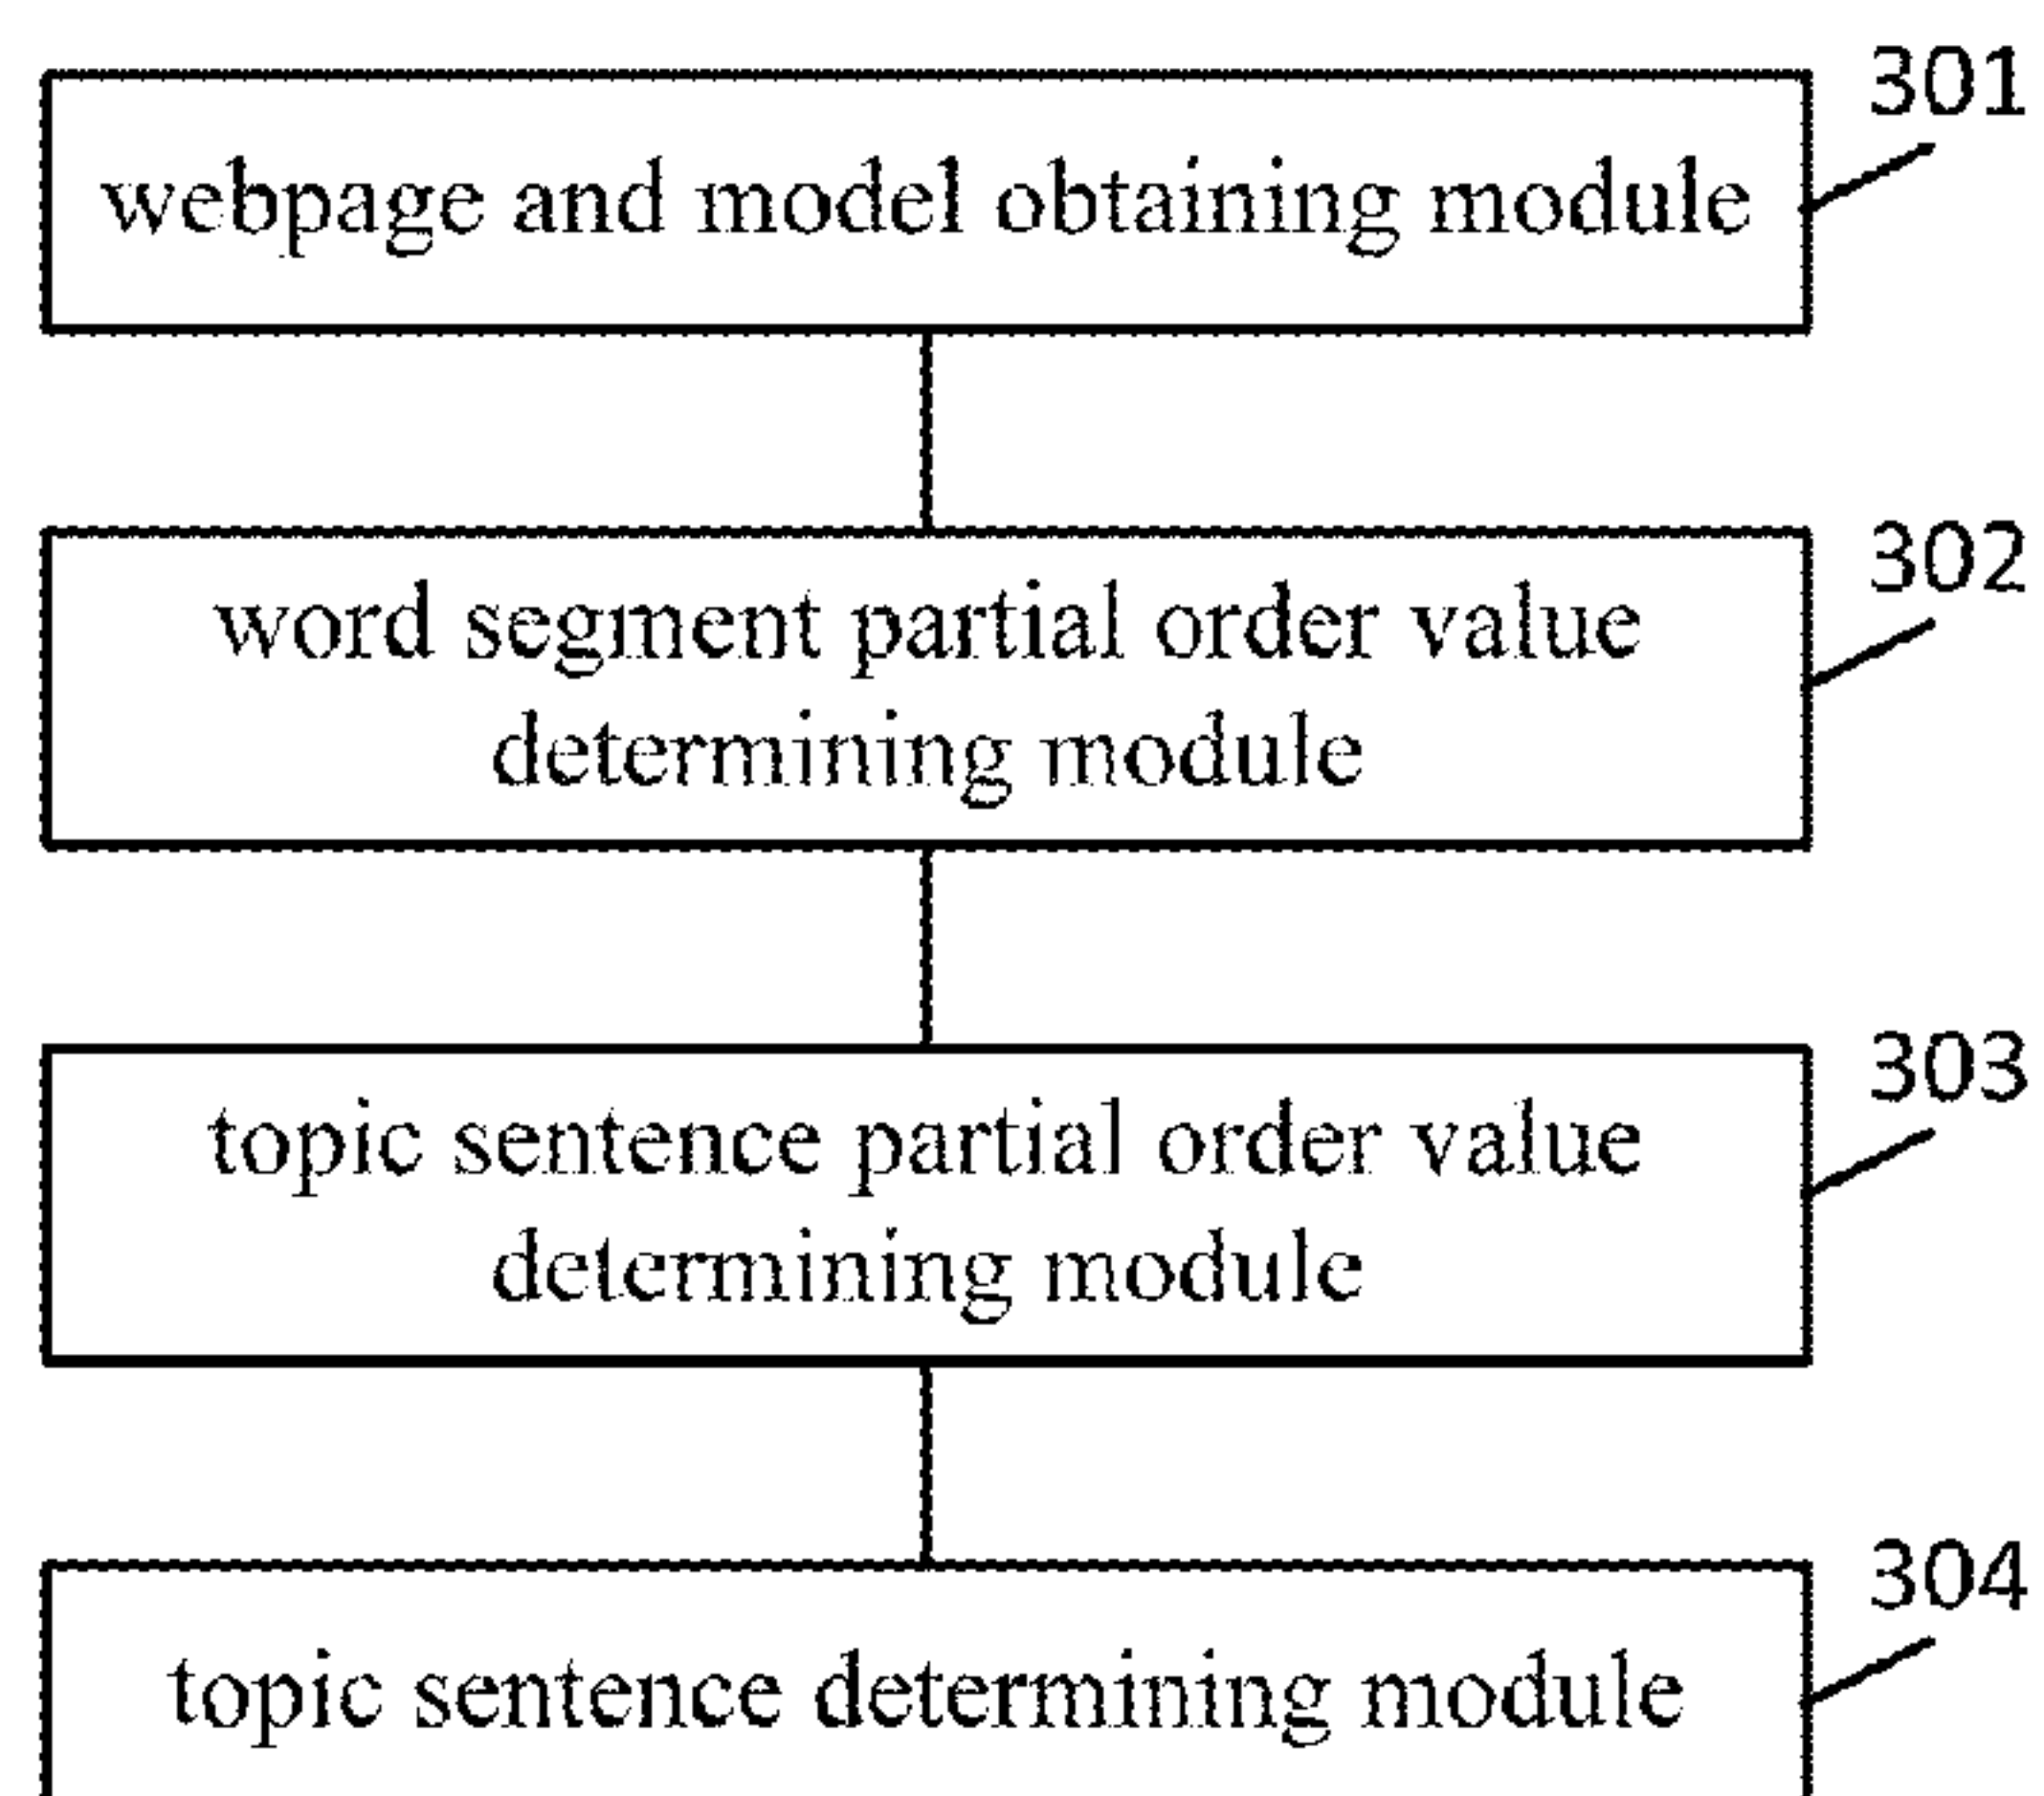 301
webpage and model obtaining module
302
word segment partial order value
determining module
303
topic sentence partial order value
determining module
304
topic sentence determining module